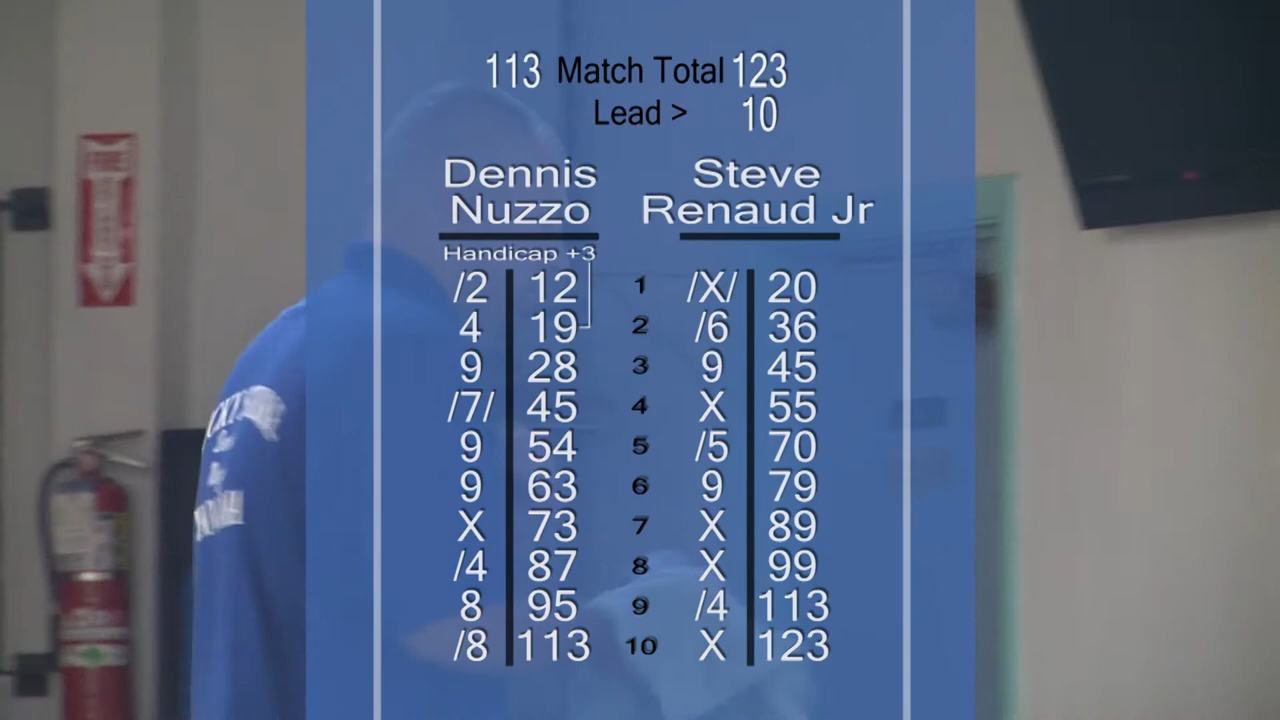 113 Match Total 123
Lead > 10
Dennis Nuzzo
Steve Renaud Jr
Handicap +3
/2 12 1 /X/ 20
4 19 2 /6 36
9 28 3 9 45
/7/ 45 4 X 55
9 54 5 /5 70
9 63 6 9 79
X 73 7 X 89
/4 87 8 X 99
8 95 9 /4 113
/8 113 10 X 123
FIRE